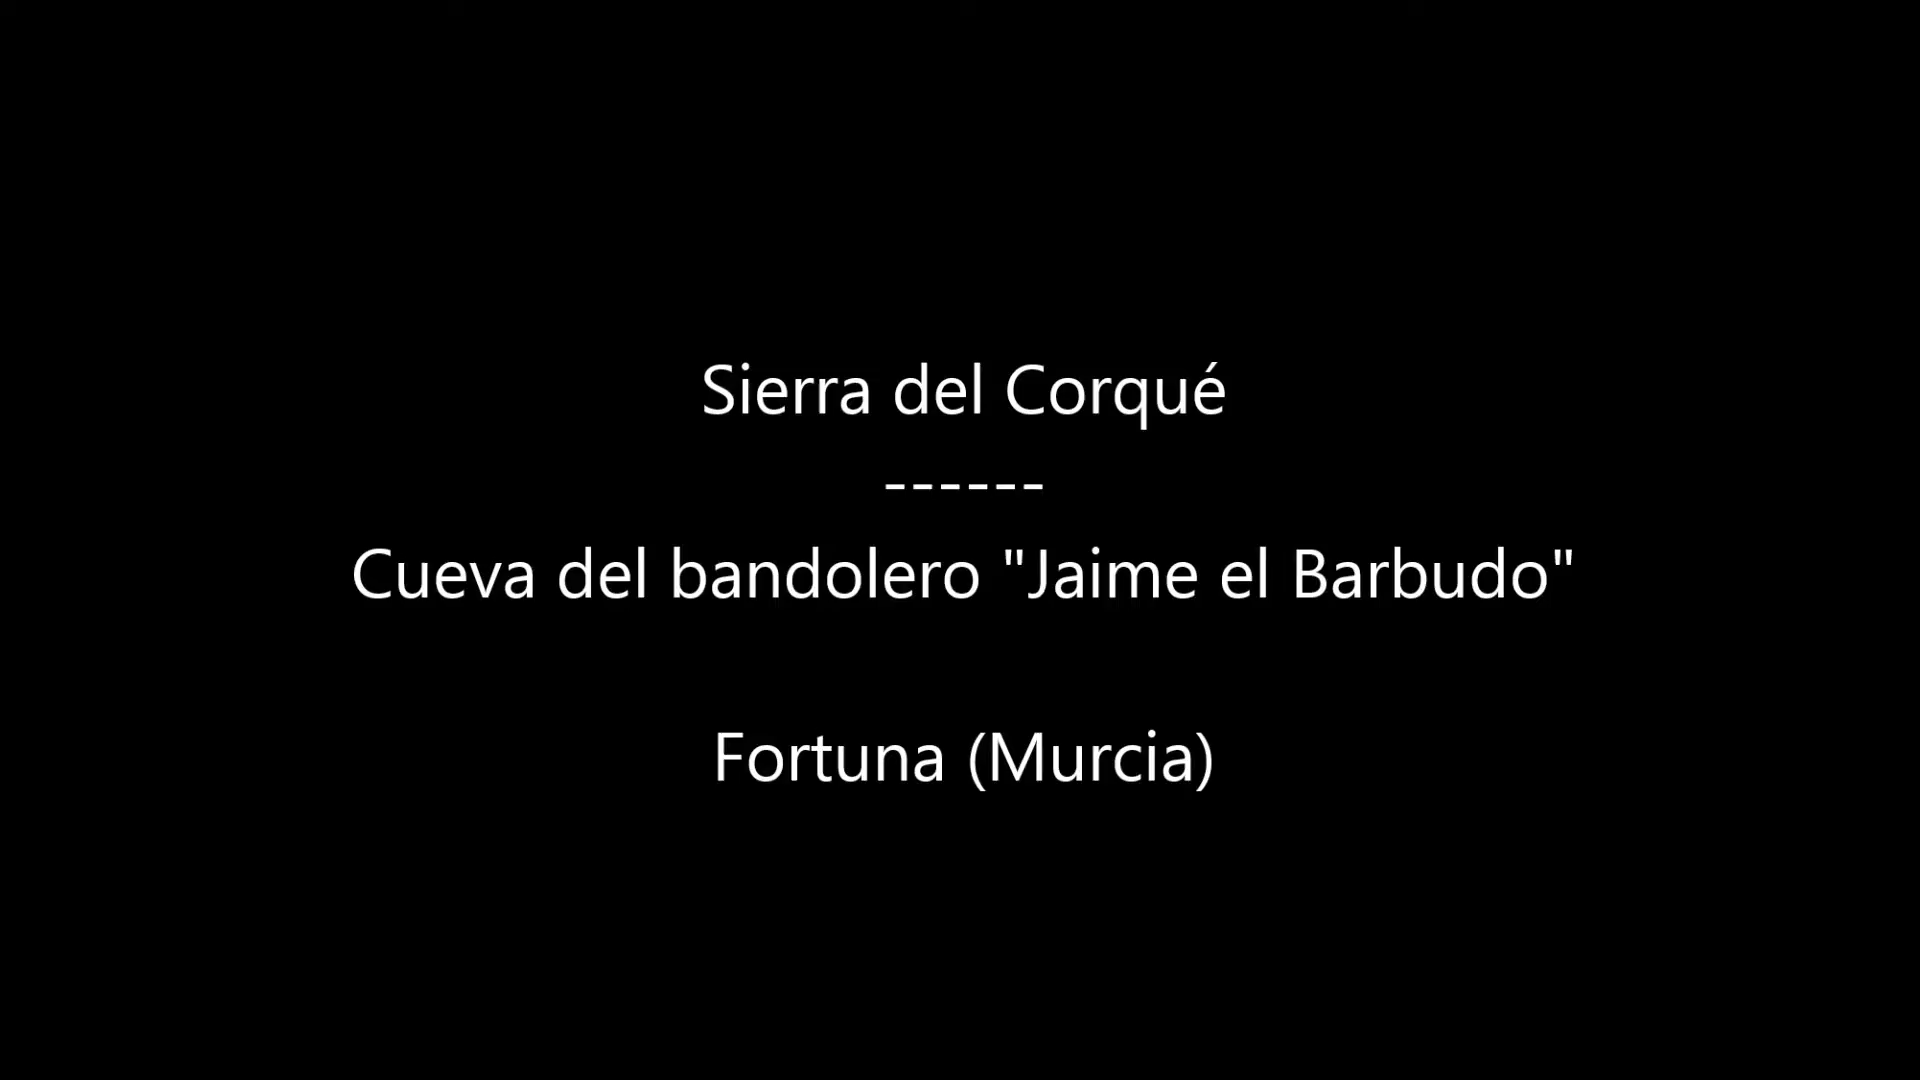 Sierra del Corqué
------
Cueva del bandolero "Jaime el Barbudo"
Fortuna (Murcia)